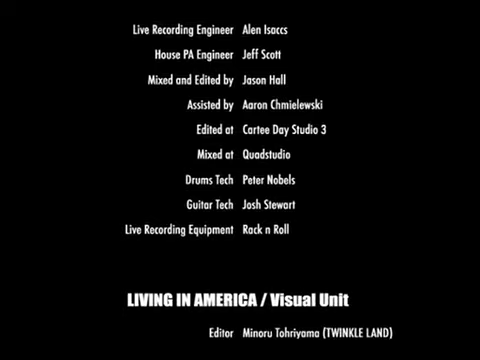 Live Recording Engineer Alen Isaccs
House PA Engineer Jeff Scott
Mixed and Edited by Jason Hall
Assisted by Aaron Chmielewski
Edited at Cartee Day Studio 3
Mixed at Quadstudio
Drums Tech Peter Nobels
Guitar Tech Josh Stewart
Live Recording Equipment Rack n Roll
LIVING IN AMERICA / Visual Unit
Editor Minoru Tohriyama (TWINKLE LAND)